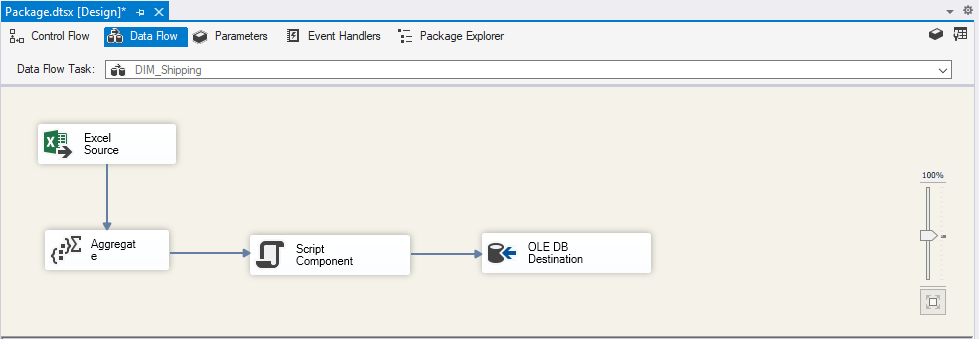 Package.dtsx [Design]*
Control Flow
Data Flow
Parameters
Event Handlers
Package Explorer
Data Flow Task:
DIM_Shipping
Excel
Source
100%
Aggregat
e
Script
Component
OLE DB
Destination